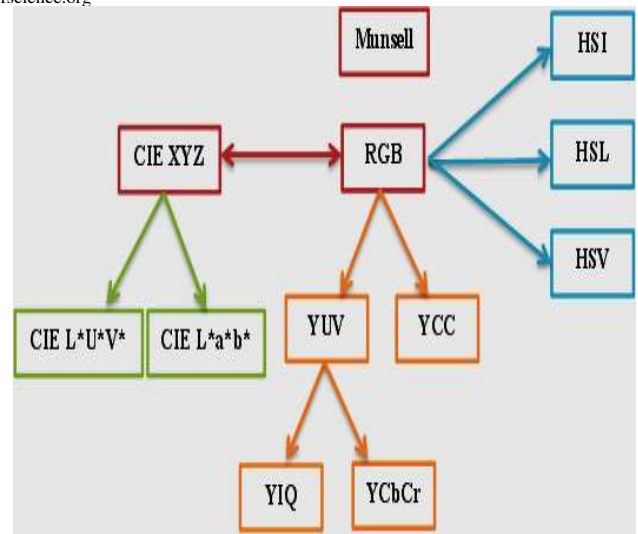 Munsell
HSI
CIE XYZ
RGB
HSL
HSV
CIE L*U*V*
CIE L*a*b*
YUV
YCC
YIQ
YCbCr